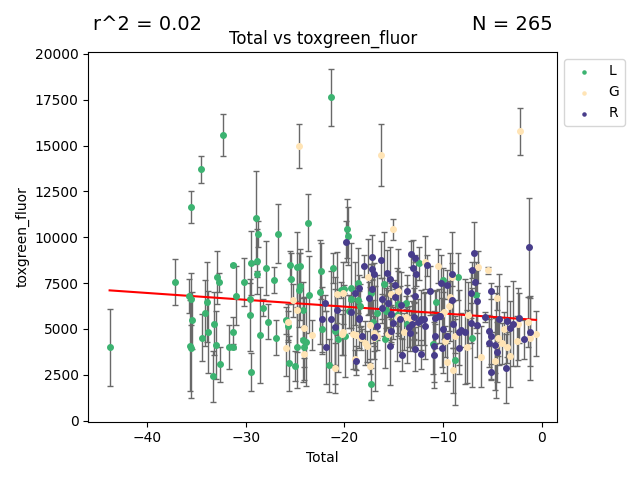 r^2 = 0.02
N = 265
Total vs toxgreen_fluor
20000
17500
15000
12500
10000
7500
5000
2500
0
toxgreen_fluor
−40
−30
−20
−10
0
Total
L
G
R